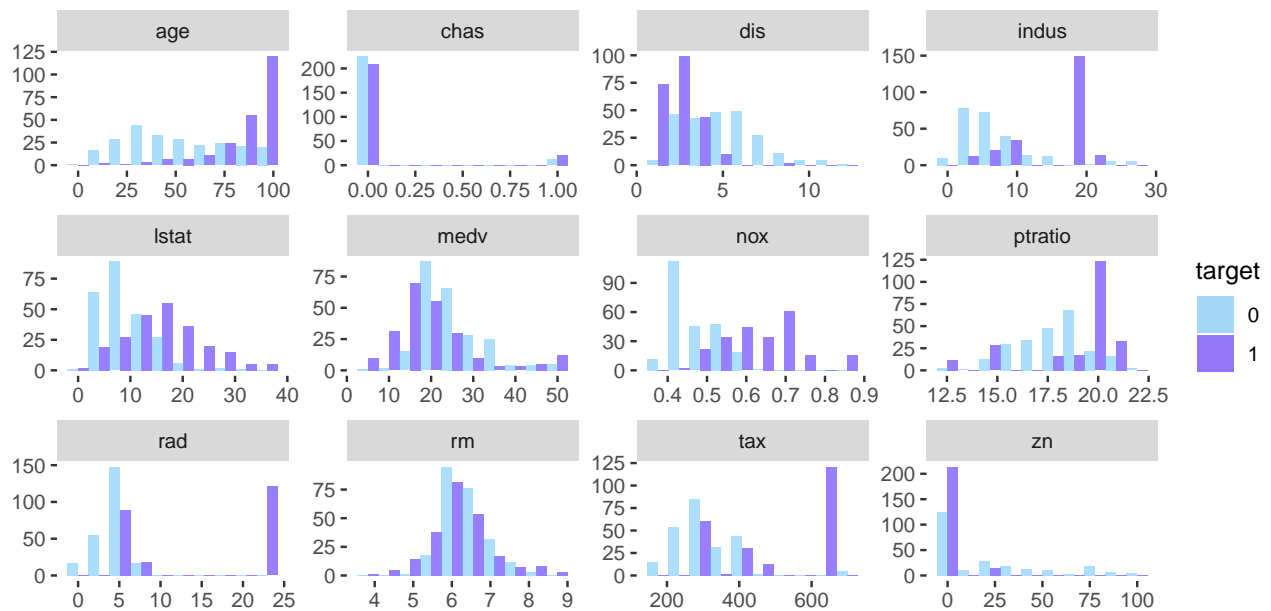 age chas dis indus
125 100 75 50 25 0
0 25 50 75 100
200 150 100 50 0
0.00 0.25 0.50 0.75 1.00
100 75 50 25 0
0 5 10
150 100 50 0
0 10 20 30
lstat medv nox ptratio
75 50 25 0
0 10 20 30 40
75 50 25 0
0 10 20 30 40 50
90 60 30 0
0.4 0.5 0.6 0.7 0.8 0.9
125 100 75 50 25 0
12.5 15.0 17.5 20.0 22.5
target
0
1
rad rm tax zn
150 100 50 0
0 5 10 15 20 25
75 50 25 0
4 5 6 7 8 9
125 100 75 50 25 0
200 400 600
200 150 100 50 0
0 25 50 75 100